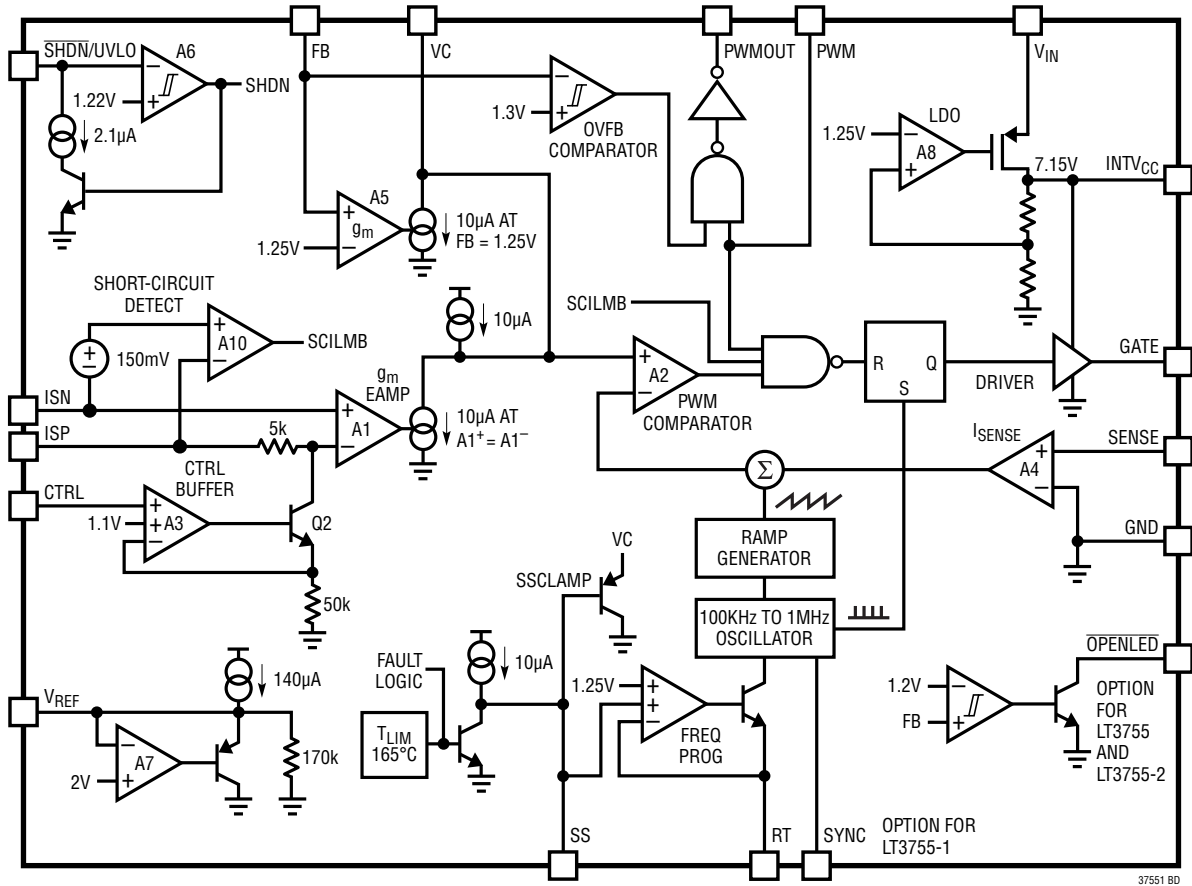 FB
VC
PWMOUT
PWM
VIN
SHDN/UVLO
A6
−
+
1.22V
SHDN
2.1µA
−
+
1.3V
OVFB
COMPARATOR
LDO
1.25V
−
+
A8
7.15V
INTVCC
A5
+
gm
−
1.25V
10µA AT
FB = 1.25V
SHORT-CIRCUIT
DETECT
+
A10
−
SCILMB
+
−
150mV
10µA
SCILMB
ISN
ISP
gm
EAMP
+
A1
−
10µA AT
A1+ = A1−
5k
+
A2
−
PWM
COMPARATOR
R
Q
S
DRIVER
GATE
ISENSE
+
A4
−
SENSE
GND
CTRL
CTRL
BUFFER
+
+
−
A3
1.1V
Q2
50k
Σ
RAMP
GENERATOR
100KHz TO 1MHz
OSCILLATOR
VC
SSCLAMP
FAULT
LOGIC
10µA
TLIM
165°C
VREF
140µA
−
A7
+
2V
170k
1.25V
+
+
−
FREQ
PROG
OPENLED
1.2V
−
FB
+
OPTION
FOR
LT3755
AND
LT3755-2
SS
RT
SYNC
OPTION FOR
LT3755-1
37551 BD